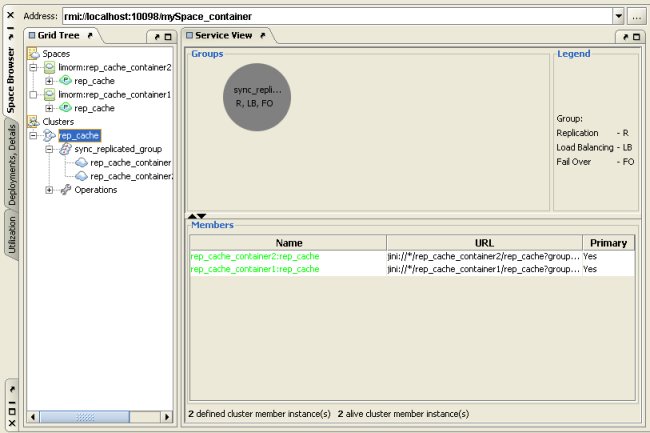 Address: rmi://localhost:10098/mySpace_container
Space Browser
Deployments, Details
Utilization
Grid Tree
Spaces
limorm:rep_cache_container2
rep_cache
limorm:rep_cache_container1
rep_cache
Clusters
rep_cache
sync_replicated_group
rep_cache_container
rep_cache_container2
Operations
Service View
Groups
sync_repli...
R, LB, FO
Legend
Group:
Replication - R
Load Balancing - LB
Fail Over - FO
Members
Name URL Primary
rep_cache_container2:rep_cache jini://*/rep_cache_container2/rep_cache?group... Yes
rep_cache_container1:rep_cache jini://*/rep_cache_container1/rep_cache?group... Yes
2 defined cluster member instance(s) 2 alive cluster member instance(s)